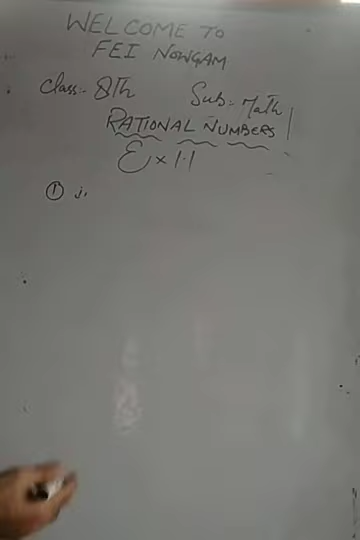 WELCOME TO
FEI NOWGAM
Class:- 8th Sub:- Math
RATIONAL NUMBERS
Ex 1.1
① i.